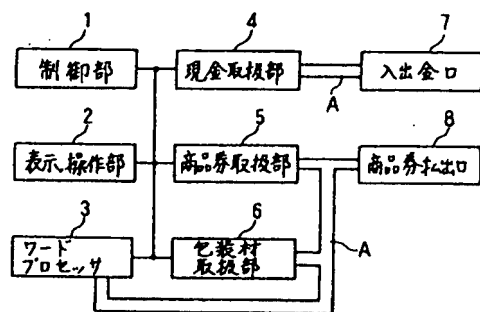 1
制御部
4
現金取扱部
7
入出金口
A
2
表示操作部
5
商品券取扱部
8
商品券払出口
3
ワード
プロセッサ
6
包装材
取扱部
A